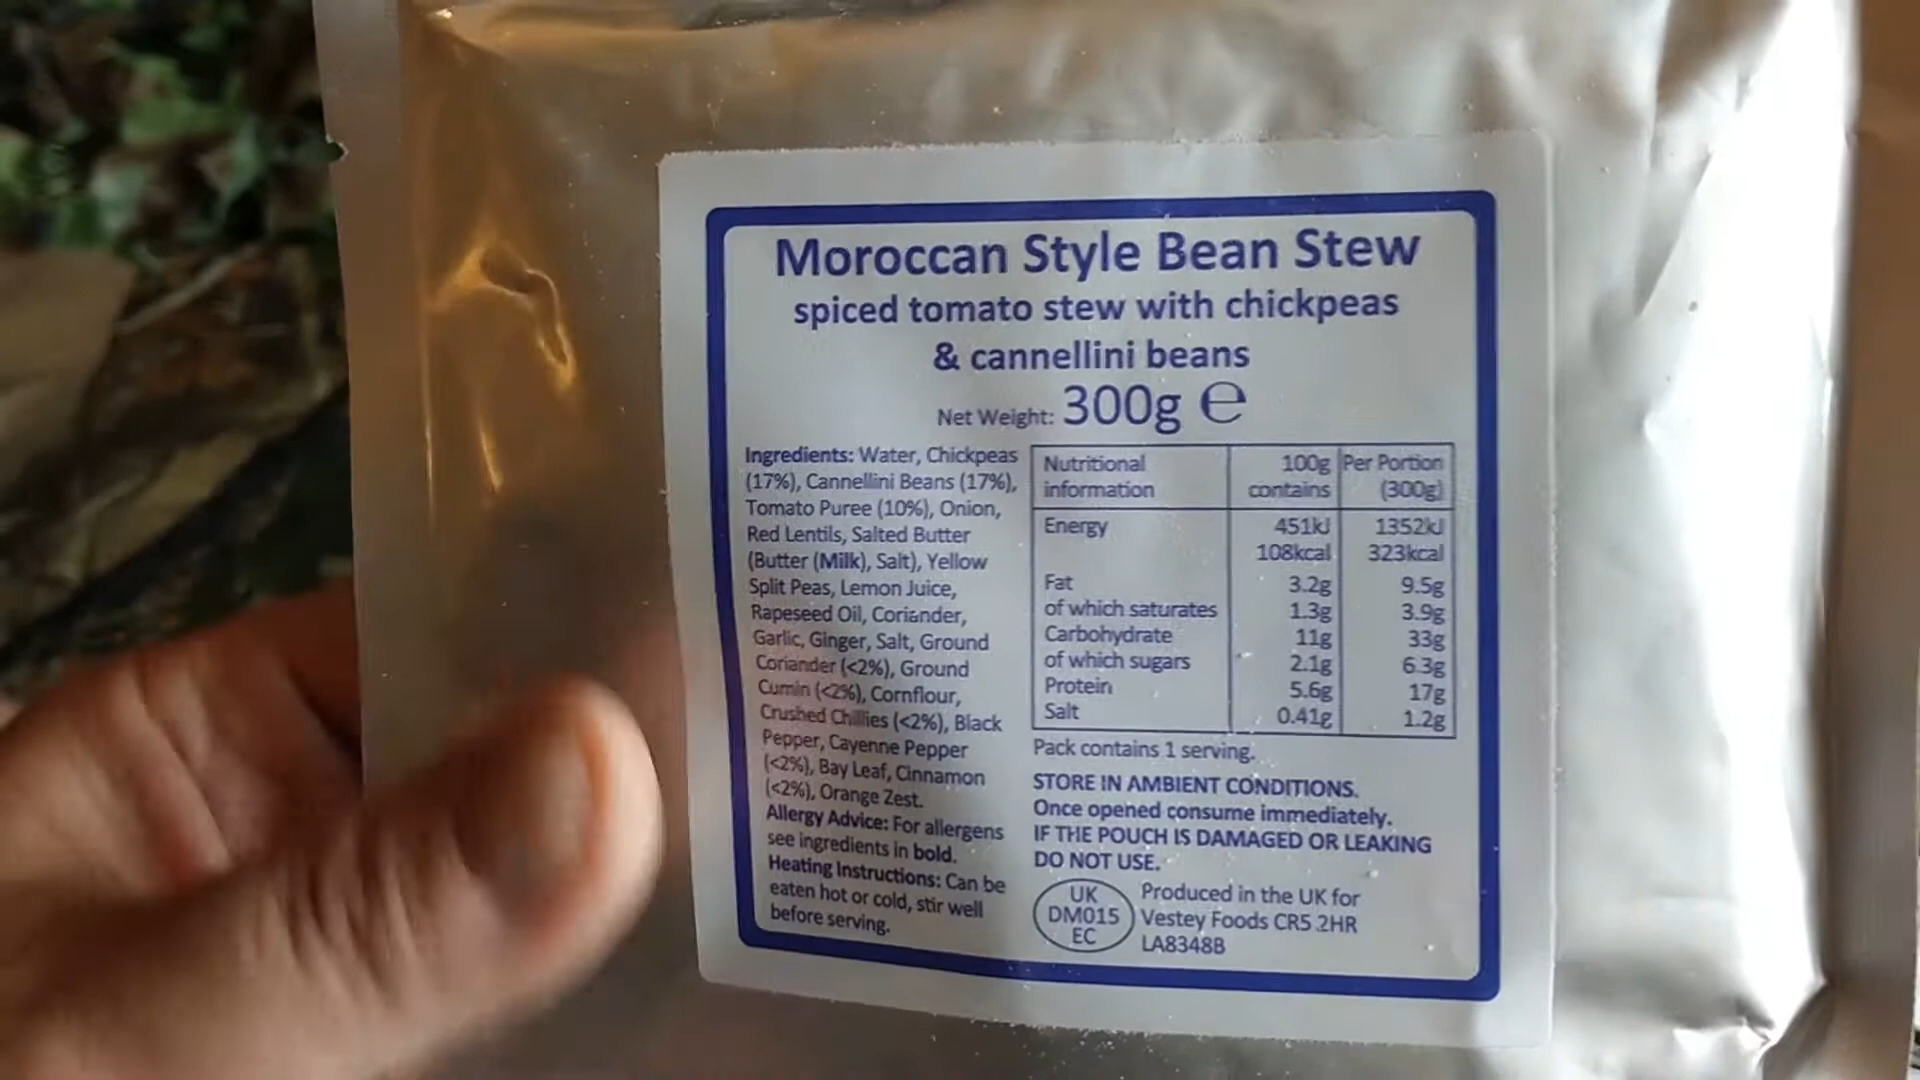 Moroccan Style Bean Stew
spiced tomato stew with chickpeas
& cannellini beans
Net Weight: 300g ℮
Ingredients: Water, Chickpeas
(17%), Cannellini Beans (17%),
Tomato Puree (10%), Onion,
Red Lentils, Salted Butter
(Butter (Milk), Salt), Yellow
Split Peas, Lemon Juice,
Rapeseed Oil, Coriander,
Garlic, Ginger, Salt, Ground
Coriander (<2%), Ground
Cumin (<2%), Cornflour,
Crushed Chillies (<2%), Black
Pepper, Cayenne Pepper
(<2%), Bay Leaf, Cinnamon
(<2%), Orange Zest.
Allergy Advice: For allergens
see ingredients in bold.
Heating Instructions: Can be
eaten hot or cold, stir well
before serving.
Nutritional 100g Per Portion
information contains (300g)
Energy 451kJ 1352kJ
108kcal 323kcal
Fat 3.2g 9.5g
of which saturates 1.3g 3.9g
Carbohydrate 11g 33g
of which sugars 2.1g 6.3g
Protein 5.6g 17g
Salt 0.41g 1.2g
Pack contains 1 serving.
STORE IN AMBIENT CONDITIONS.
Once opened consume immediately.
IF THE POUCH IS DAMAGED OR LEAKING
DO NOT USE.
UK
DM015
EC
Produced in the UK for
Vestey Foods CR5 2HR
LA8348B